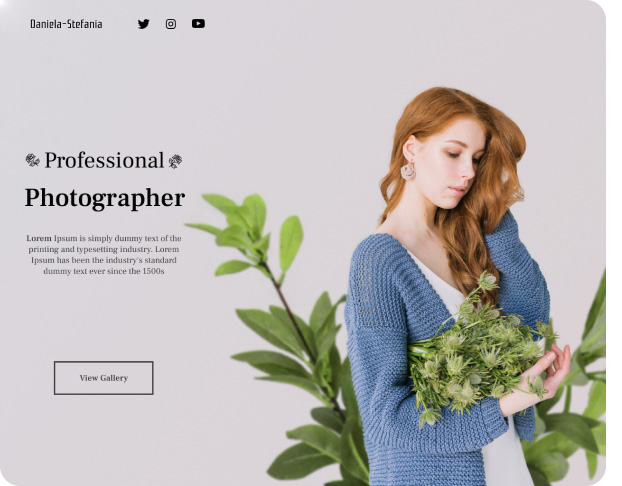 Daniela-Stefania
Professional
Photographer
Lorem Ipsum is simply dummy text of the
printing and typesetting industry. Lorem
Ipsum has been the industry's standard
dummy text ever since the 1500s
View Gallery